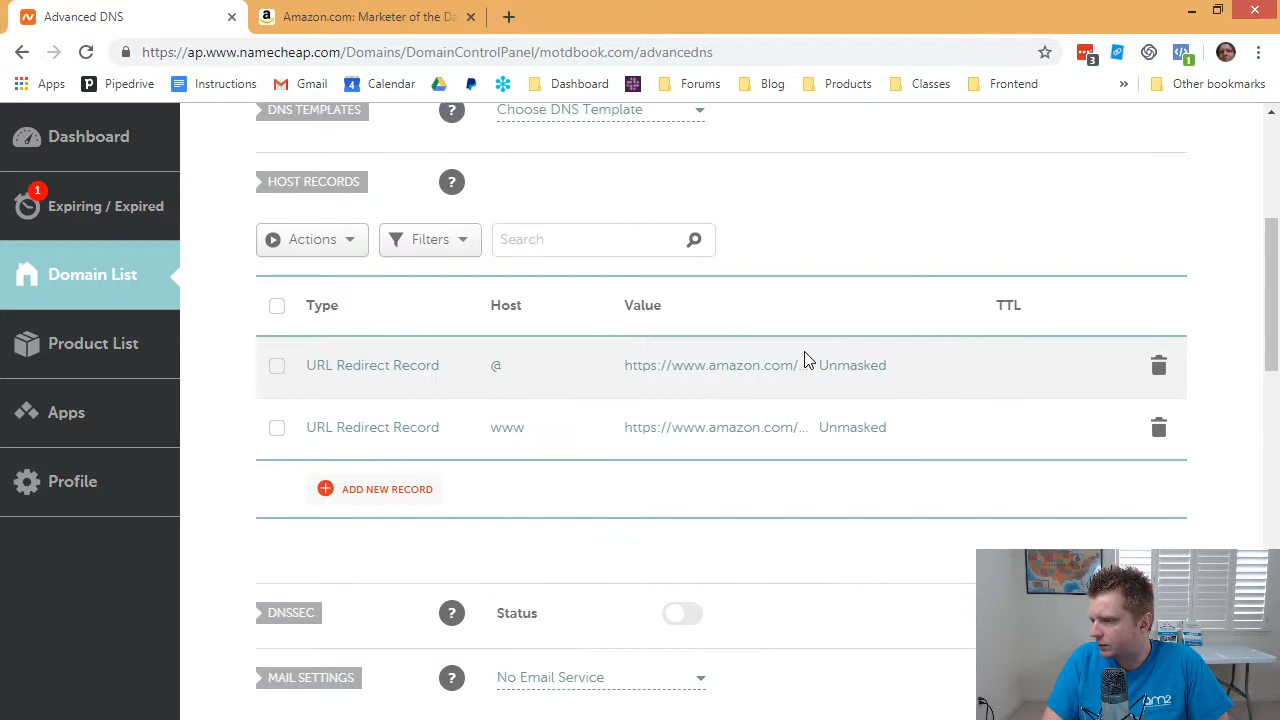 Advanced DNS
Amazon.com: Marketer of the Da
https://ap.www.namecheap.com/Domains/DomainControlPanel/motdbook.com/advancedns
3
1
Apps
Pipedrive
Instructions
Gmail
4
Calendar
Dashboard
Forums
Blog
Products
Classes
Frontend
»
Other bookmarks
Dashboard
1
Expiring / Expired
Domain List
Product List
Apps
Profile
DNS TEMPLATES
?
Choose DNS Template
HOST RECORDS
?
Actions
Filters
Search
Type Host Value TTL
URL Redirect Record @ https://www.amazon.com/... Unmasked
URL Redirect Record www https://www.amazon.com/... Unmasked
ADD NEW RECORD
DNSSEC
?
Status
MAIL SETTINGS
?
No Email Service